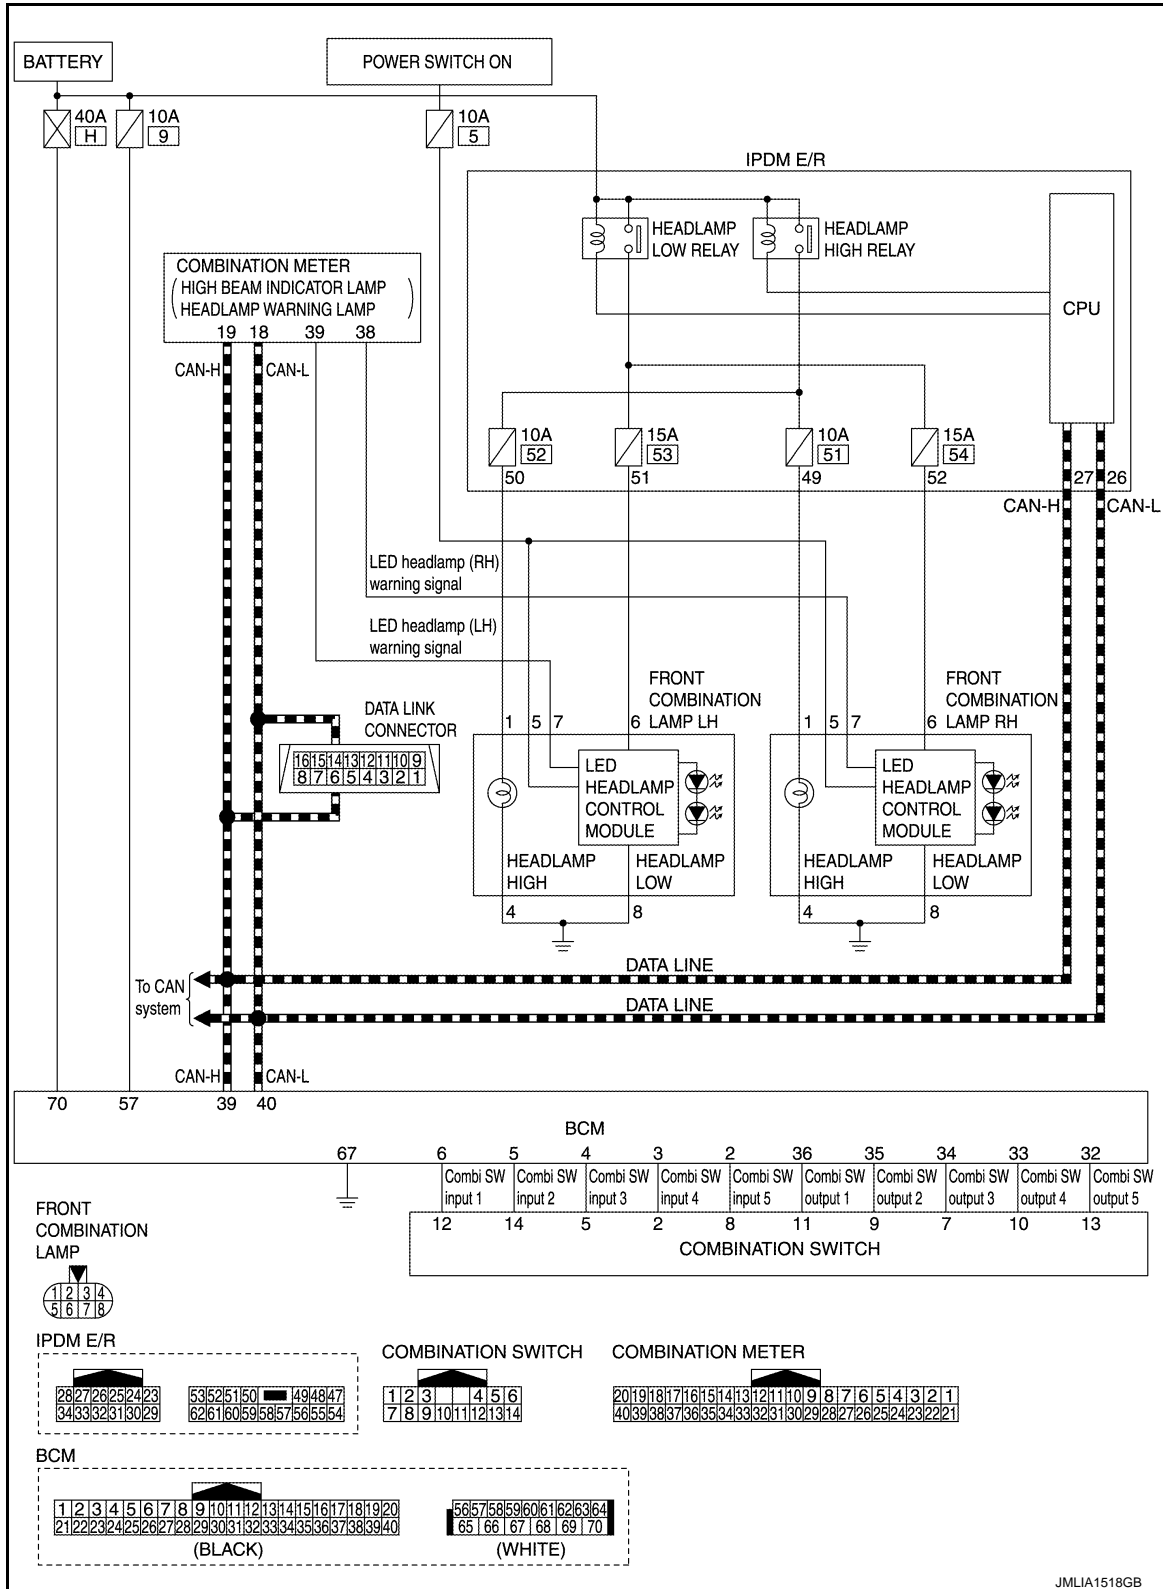 BATTERY
POWER SWITCH ON
40A
H
10A
9
10A
5
IPDM E/R
HEADLAMP
LOW RELAY
HEADLAMP
HIGH RELAY
CPU
COMBINATION METER
(HIGH BEAM INDICATOR LAMP
HEADLAMP WARNING LAMP)
19 18 39 38
CAN-H CAN-L
10A
52
15A
53
10A
51
15A
54
50 51 49 52 27 26
CAN-H CAN-L
LED headlamp (RH)
warning signal
LED headlamp (LH)
warning signal
DATA LINK
CONNECTOR
16 15 14 13 12 11 10 9
8 7 6 5 4 3 2 1
FRONT
COMBINATION
LAMP LH
1 5 7 6
LED
HEADLAMP
CONTROL
MODULE
HEADLAMP
HIGH
HEADLAMP
LOW
4 8
FRONT
COMBINATION
LAMP RH
1 5 7 6
LED
HEADLAMP
CONTROL
MODULE
HEADLAMP
HIGH
HEADLAMP
LOW
4 8
To CAN
system
DATA LINE
DATA LINE
CAN-H CAN-L
70 57 39 40
BCM
67 6 5 4 3 2 36 35 34 33 32
Combi SW
input 1
Combi SW
input 2
Combi SW
input 3
Combi SW
input 4
Combi SW
input 5
Combi SW
output 1
Combi SW
output 2
Combi SW
output 3
Combi SW
output 4
Combi SW
output 5
12 14 5 2 8 11 9 7 10 13
COMBINATION SWITCH
FRONT
COMBINATION
LAMP
1 2 3 4
5 6 7 8
IPDM E/R
28 27 26 25 24 23
34 33 32 31 30 29
53 52 51 50 49 48 47
62 61 60 59 58 57 56 55 54
COMBINATION SWITCH
1 2 3 4 5 6
7 8 9 10 11 12 13 14
COMBINATION METER
20 19 18 17 16 15 14 13 12 11 10 9 8 7 6 5 4 3 2 1
40 39 38 37 36 35 34 33 32 31 30 29 28 27 26 25 24 23 22 21
BCM
1 2 3 4 5 6 7 8 9 10 11 12 13 14 15 16 17 18 19 20
21 22 23 24 25 26 27 28 29 30 31 32 33 34 35 36 37 38 39 40
(BLACK)
56 57 58 59 60 61 62 63 64
65 66 67 68 69 70
(WHITE)
JMLIA1518GB